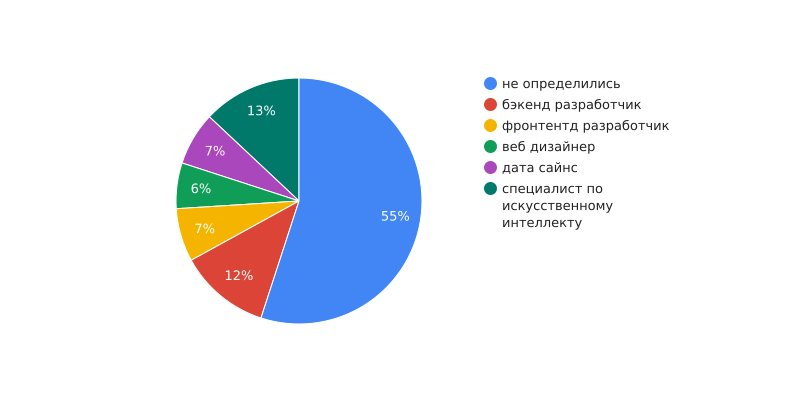 13%
7%
6%
7%
12%
55%
не определились
бэкенд разработчик
фронтентд разработчик
веб дизайнер
дата сайнс
специалист по
искусственному
интеллекту